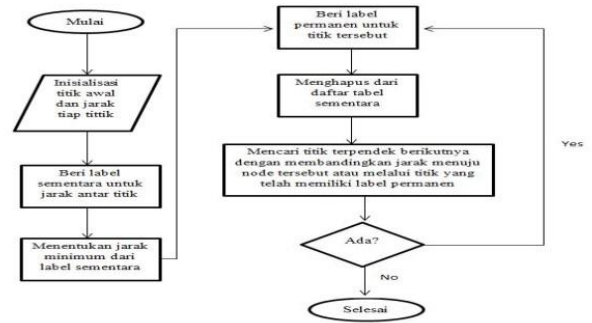 Mulai
Inisialisasi
titik awal
dan jarak
tiap tittik
Beri label
sementara untuk
jarak antar titik
Menentukan jarak
minimum dari
label sementara
Beri label
permanen untuk
titik tersebut
Menghapus dari
daftar tabel
sementara
Mencari titik terpendek berikutnya
dengan membandingkan jarak menuju
node tersebut atau melalui titik yang
telah memiliki label permanen
Ada?
Yes
No
Selesai